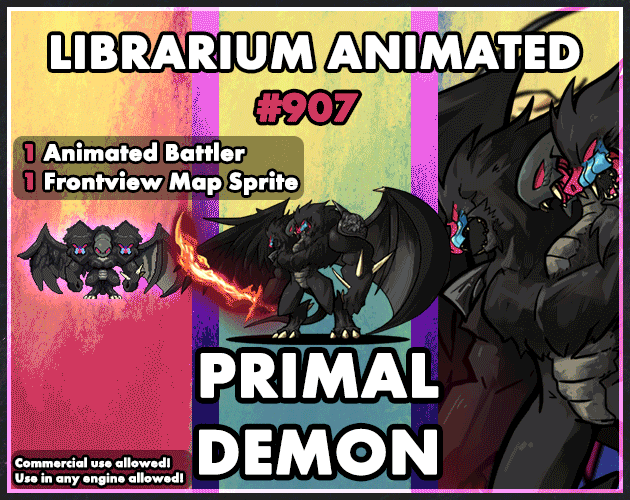 LIBRARIUM ANIMATED
#907
1 Animated Battler
1 Frontview Map Sprite
PRIMAL
DEMON
Commercial use allowed!
Use in any engine allowed!